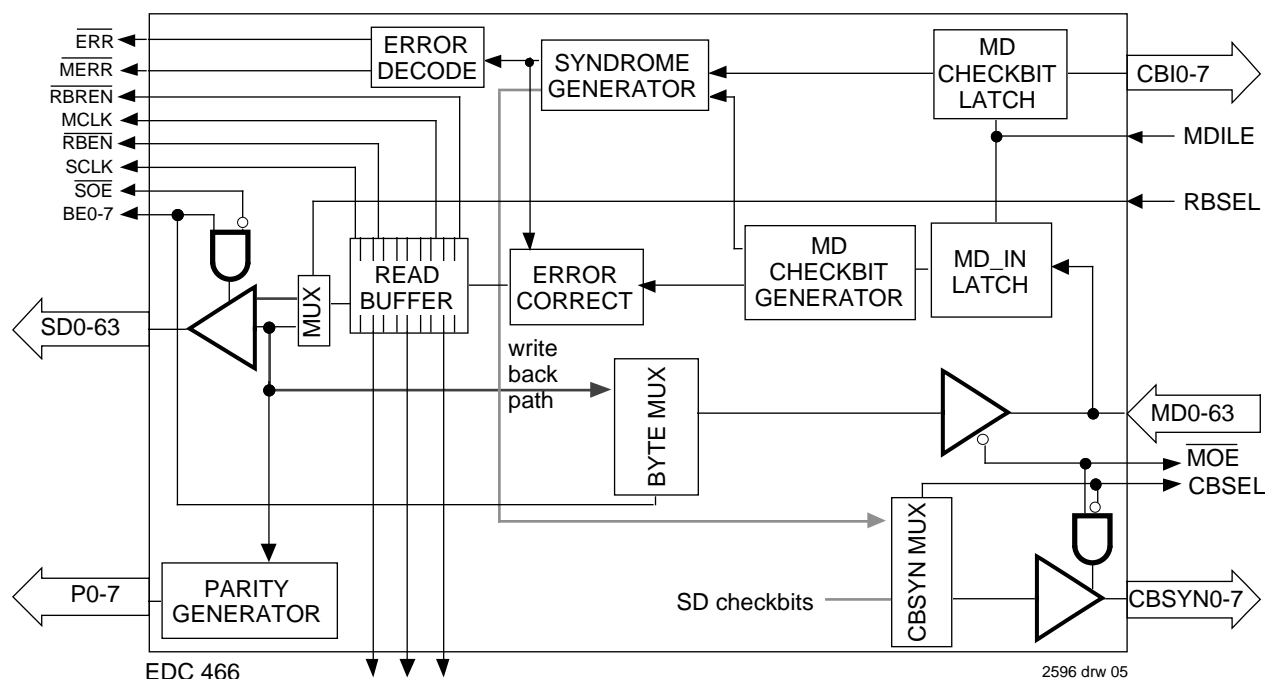 ERR
MERR
RBREN
MCLK
RBEN
SCLK
SOE
BE0-7
ERROR
DECODE
SYNDROME
GENERATOR
MD
CHECKBIT
LATCH
CBI0-7
MDILE
RBSEL
SD0-63
MUX
READ
BUFFER
ERROR
CORRECT
MD
CHECKBIT
GENERATOR
MD_IN
LATCH
write
back
path
BYTE MUX
MD0-63
MOE
CBSEL
CBSYN MUX
P0-7
PARITY
GENERATOR
SD checkbits
CBSYN0-7
EDC 466
2596 drw 05